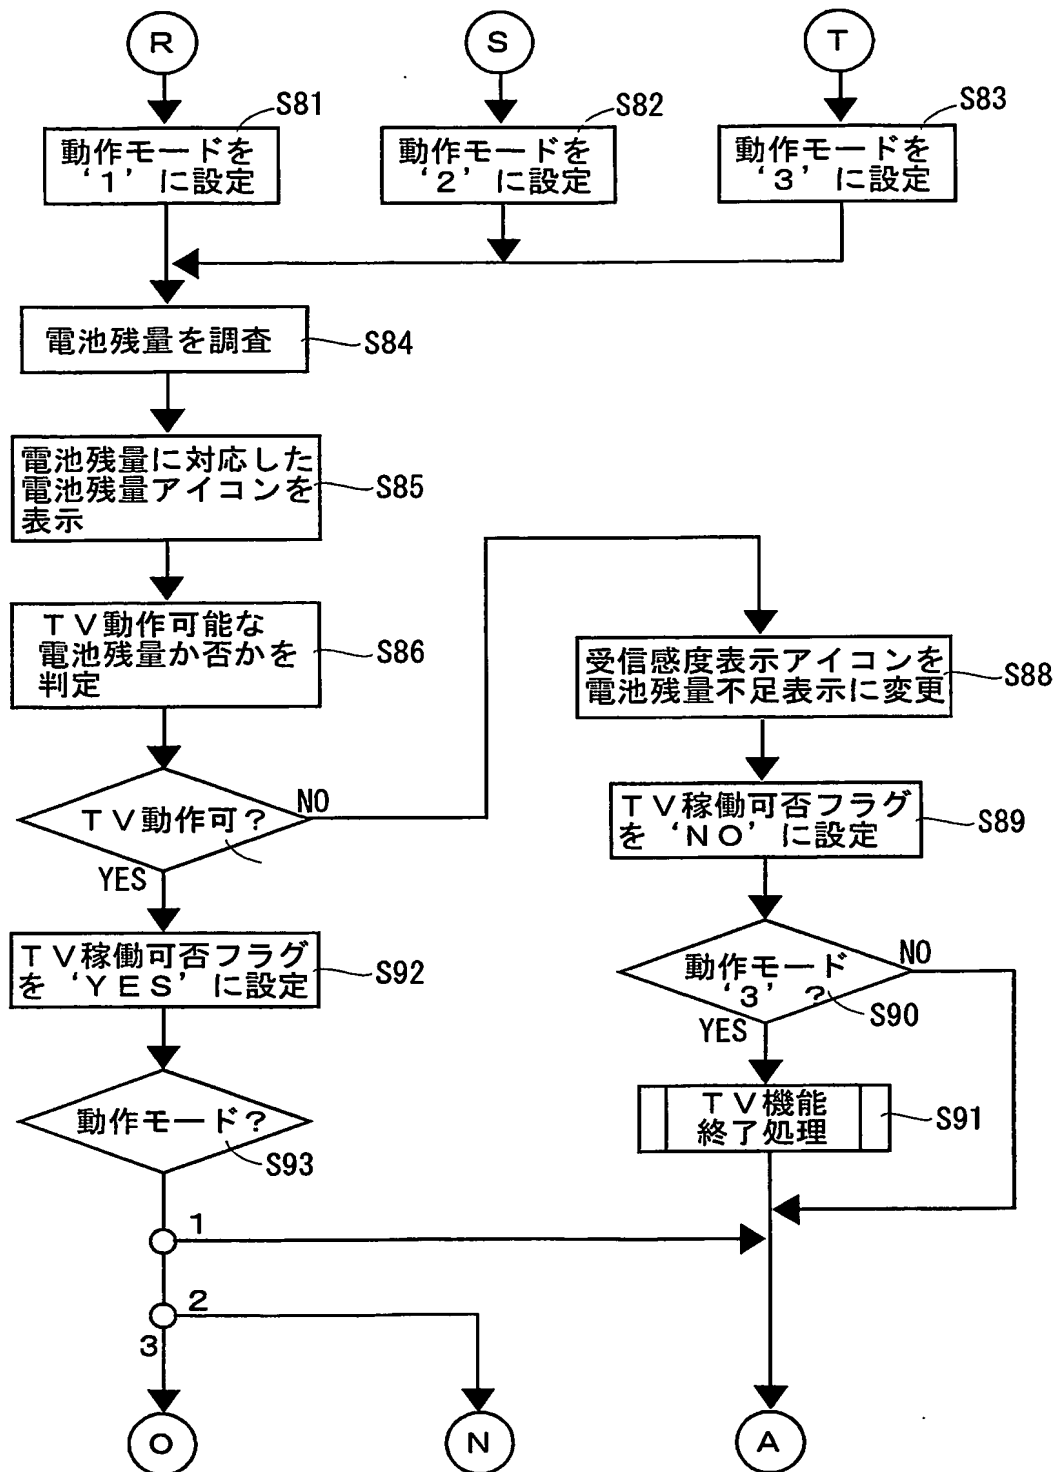 R
S
T
S81
S82
S83
動作モードを
‘1’に設定
動作モードを
‘2’に設定
動作モードを
‘3’に設定
電池残量を調査
S84
電池残量に対応した
電池残量アイコンを
表示
S85
TV動作可能な
電池残量か否かを
判定
S86
受信感度表示アイコンを
電池残量不足表示に変更
S88
TV動作可?
NO
YES
TV稼働可否フラグ
を‘NO’に設定
S89
TV稼働可否フラグ
を‘YES’に設定
S92
動作モード
‘3’?
NO
S90
YES
動作モード?
S93
TV機能
終了処理
S91
1
2
3
O
N
A